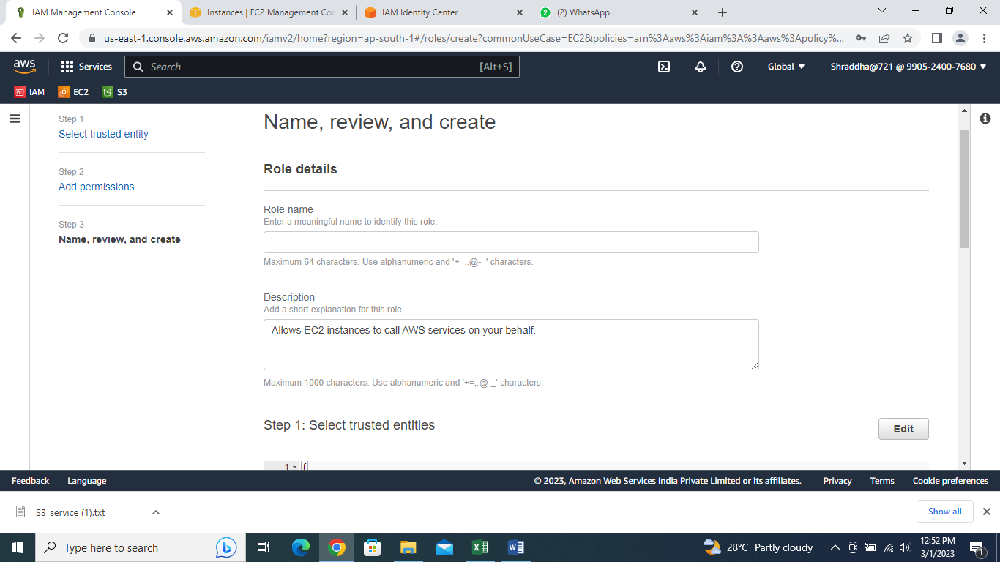 IAM Management Console
Instances | EC2 Management Cor
IAM Identity Center
(2) WhatsApp
us-east-1.console.aws.amazon.com/iamv2/home?region=ap-south-1#/roles/create?commonUseCase=EC2&policies=arn%3Aaws%3Aiam%3A%3Aaws%3Apolicy%...
aws
Services
Search
[Alt+S]
Global
Shraddha@721 @ 9905-2400-7680
IAM
EC2
S3
Step 1
Select trusted entity
Step 2
Add permissions
Step 3
Name, review, and create
Name, review, and create
Role details
Role name
Enter a meaningful name to identify this role.
Maximum 64 characters. Use alphanumeric and '+=,.@-_' characters.
Description
Add a short explanation for this role.
Allows EC2 instances to call AWS services on your behalf.
Maximum 1000 characters. Use alphanumeric and '+=,.@-_' characters.
Step 1: Select trusted entities
Edit
1
{
Feedback
Language
© 2023, Amazon Web Services India Private Limited or its affiliates.
Privacy
Terms
Cookie preferences
S3_service (1).txt
Show all
Type here to search
28°C Partly cloudy
12:52 PM
3/1/2023
1